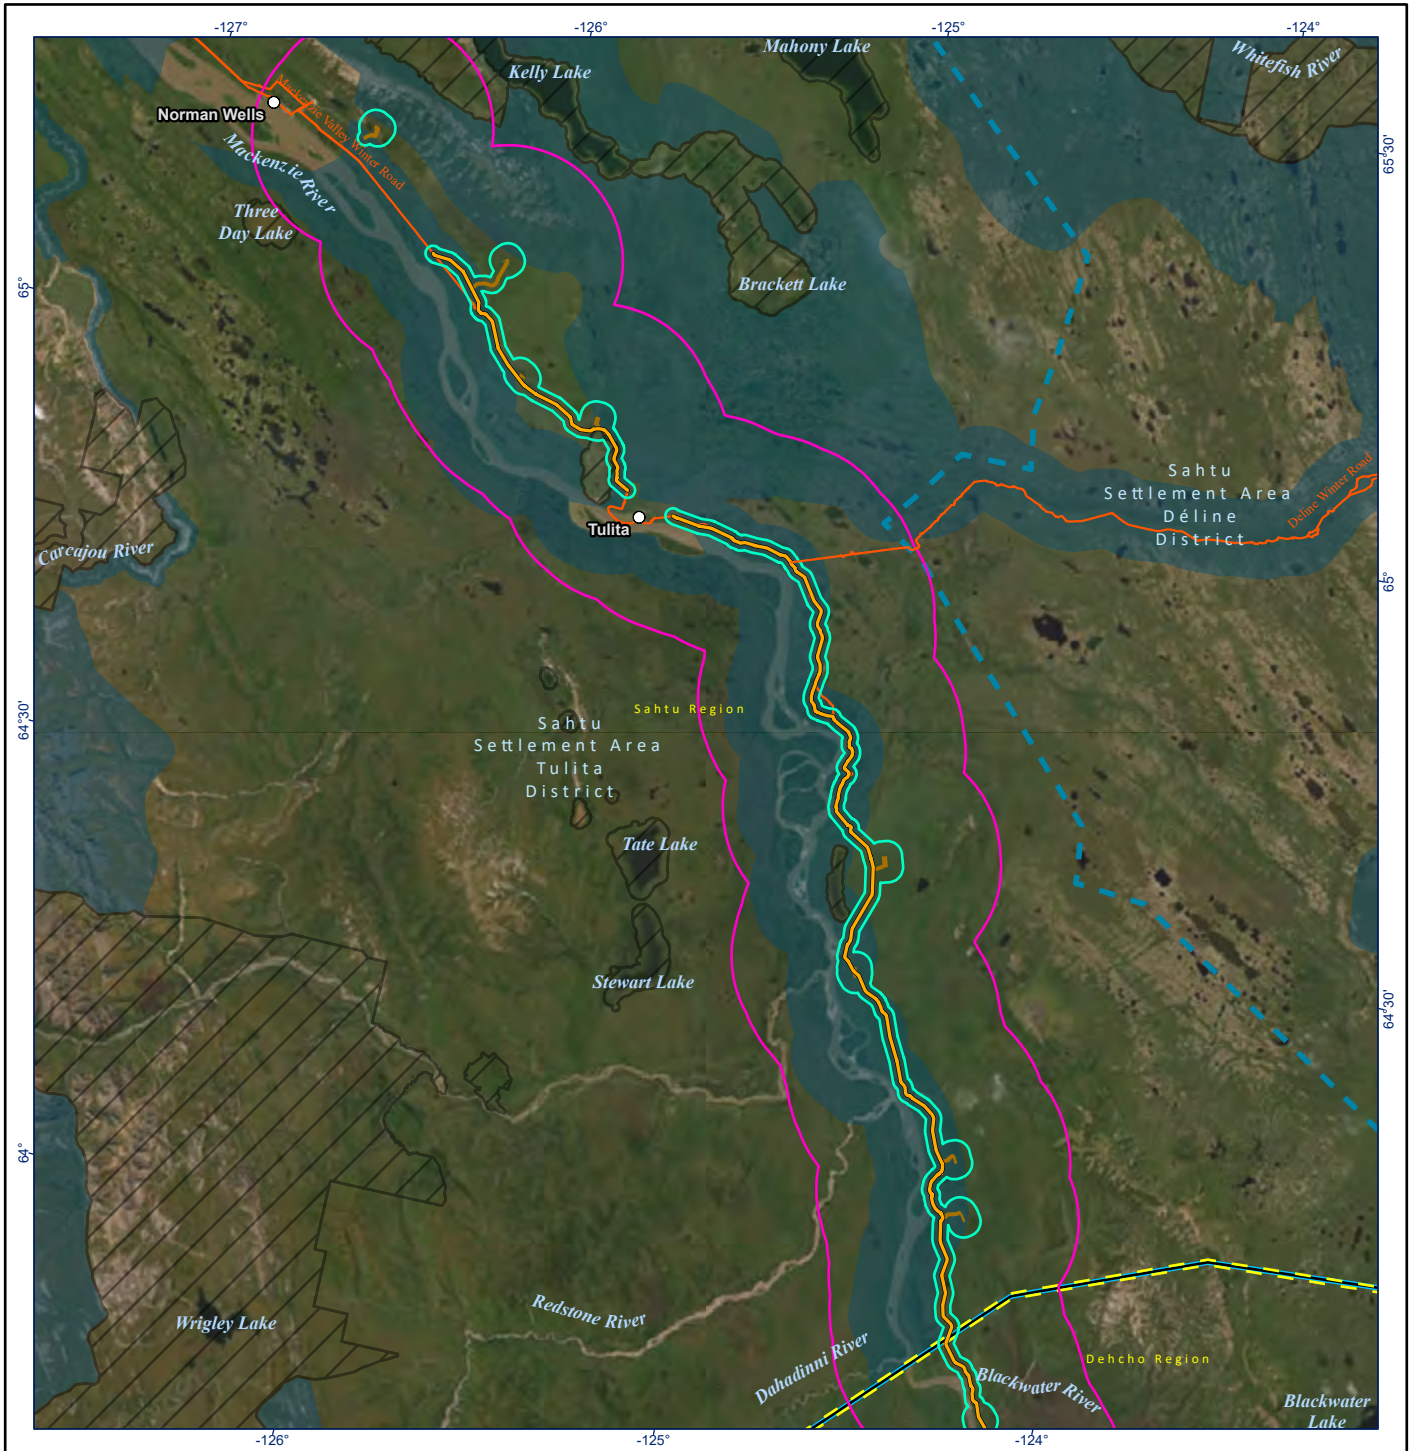 -127°
-126°
-125°
-124°
Mahony Lake
Whitefish River
Kelly Lake
Mackenzie Valley Winter Road
Norman Wells
65°30'
Mackenzie River
Three
Day Lake
65°
Brackett Lake
Sahtu
Settlement Area
Déline
District
Deline Winter Road
Tulita
Carcajou River
65°
Sahtu Region
64°30'
Sahtu
Settlement Area
Tulita
District
Tate Lake
Stewart Lake
64°30'
64°
Redstone River
Wrigley Lake
Dahadinni River
Dehcho Region
Blackwater River
Blackwater
Lake
-126°
-125°
-124°